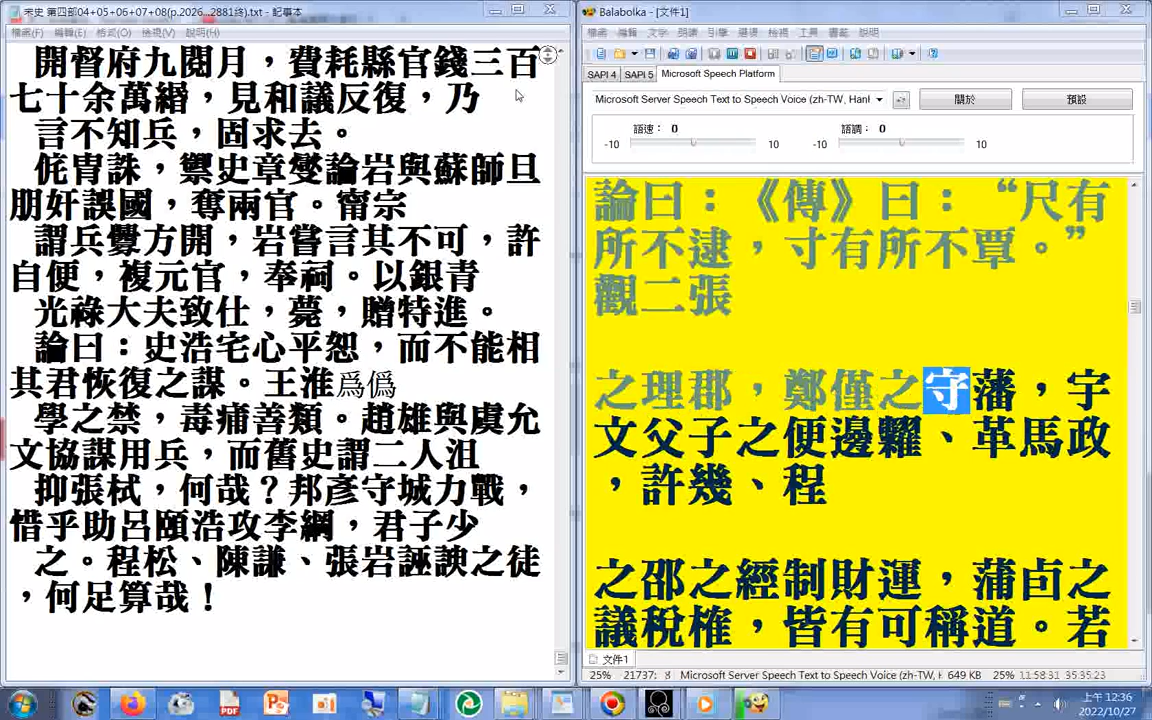 宋史 第四部04+05+06+07+08(p.2026...2881终).txt - 記事本
檔案(F) 編輯(E) 格式(O) 檢視(V) 說明(H)
開督府九閱月，費耗縣官錢三百
七十余萬緡，見和議反復，乃
言不知兵，固求去。
侂冑誅，禦史章燮論岩與蘇師旦
朋奸誤國，奪兩官。甯宗
謂兵釁方開，岩嘗言其不可，許
自便，複元官，奉祠。以銀青
光祿大夫致仕，薨，贈特進。
論曰：史浩宅心平恕，而不能相
其君恢復之謀。王淮為偽
學之禁，毒痛善類。趙雄與虞允
文協謀用兵，而舊史謂二人沮
抑張栻，何哉？邦彥守城力戰，
惜乎助呂頤浩攻李綱，君子少
之。程松、陳謙、張岩誣諛之徒
，何足算哉！
Balabolka - [文件1]
檔案 編輯 文字 朗讀 引擎 選項 檢視 工具 書籤 說明
SAPI 4 SAPI 5 Microsoft Speech Platform
Microsoft Server Speech Text to Speech Voice (zh-TW, Hanl 關於 預設
語速： 0 語調： 0
-10 10 -10 10
論曰：《傳》曰：“尺有
所不逮，寸有所不覃。”
觀二張
之理郡，鄭僅之守藩，宇
文父子之便邊糶、革馬政
，許幾、程
之邵之經制財運，蒲卣之
議稅榷，皆有可稱道。若
文件1
25% 21737: Microsoft Speech Platform Microsoft Server Speech Text to Speech Voice (zh-TW, 649 KB 25% 11:58:31 35:35:23
上午 12:36
2022/10/27